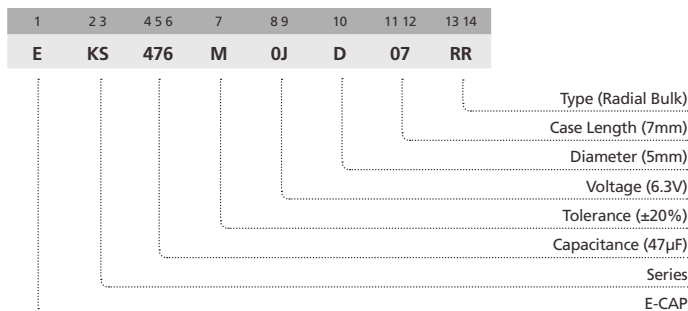 1 2 3 4 5 6 7 8 9 10 11 12 13 14
E KS 476 M 0J D 07 RR
Type (Radial Bulk)
Case Length (7mm)
Diameter (5mm)
Voltage (6.3V)
Tolerance (±20%)
Capacitance (47µF)
Series
E-CAP